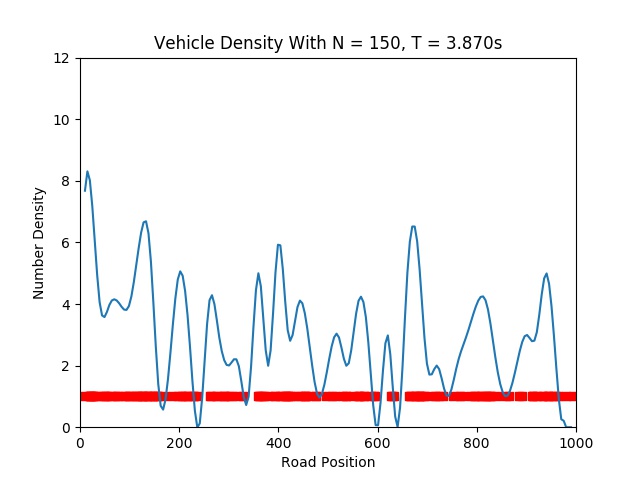 Vehicle Density With N = 150, T = 3.870s
12
10
8
6
4
2
0
Number Density
0 200 400 600 800 1000
Road Position